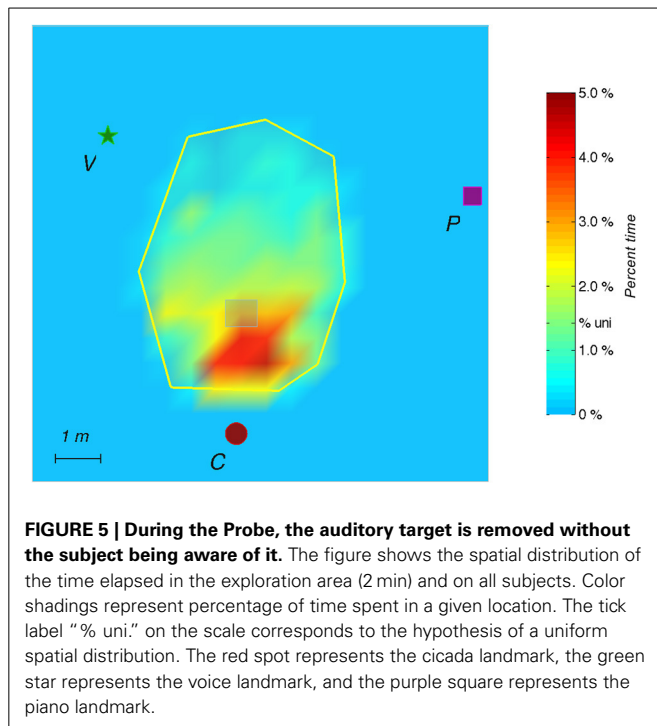 V
P
C
1 m
5.0 %
4.0 %
3.0 %
2.0 %
% uni
1.0 %
0 %
Percent time
FIGURE 5 | During the Probe, the auditory target is removed without
the subject being aware of it. The figure shows the spatial distribution of
the time elapsed in the exploration area (2 min) and on all subjects. Color
shadings represent percentage of time spent in a given location. The tick
label “% uni.” on the scale corresponds to the hypothesis of a uniform
spatial distribution. The red spot represents the cicada landmark, the green
star represents the voice landmark, and the purple square represents the
piano landmark.